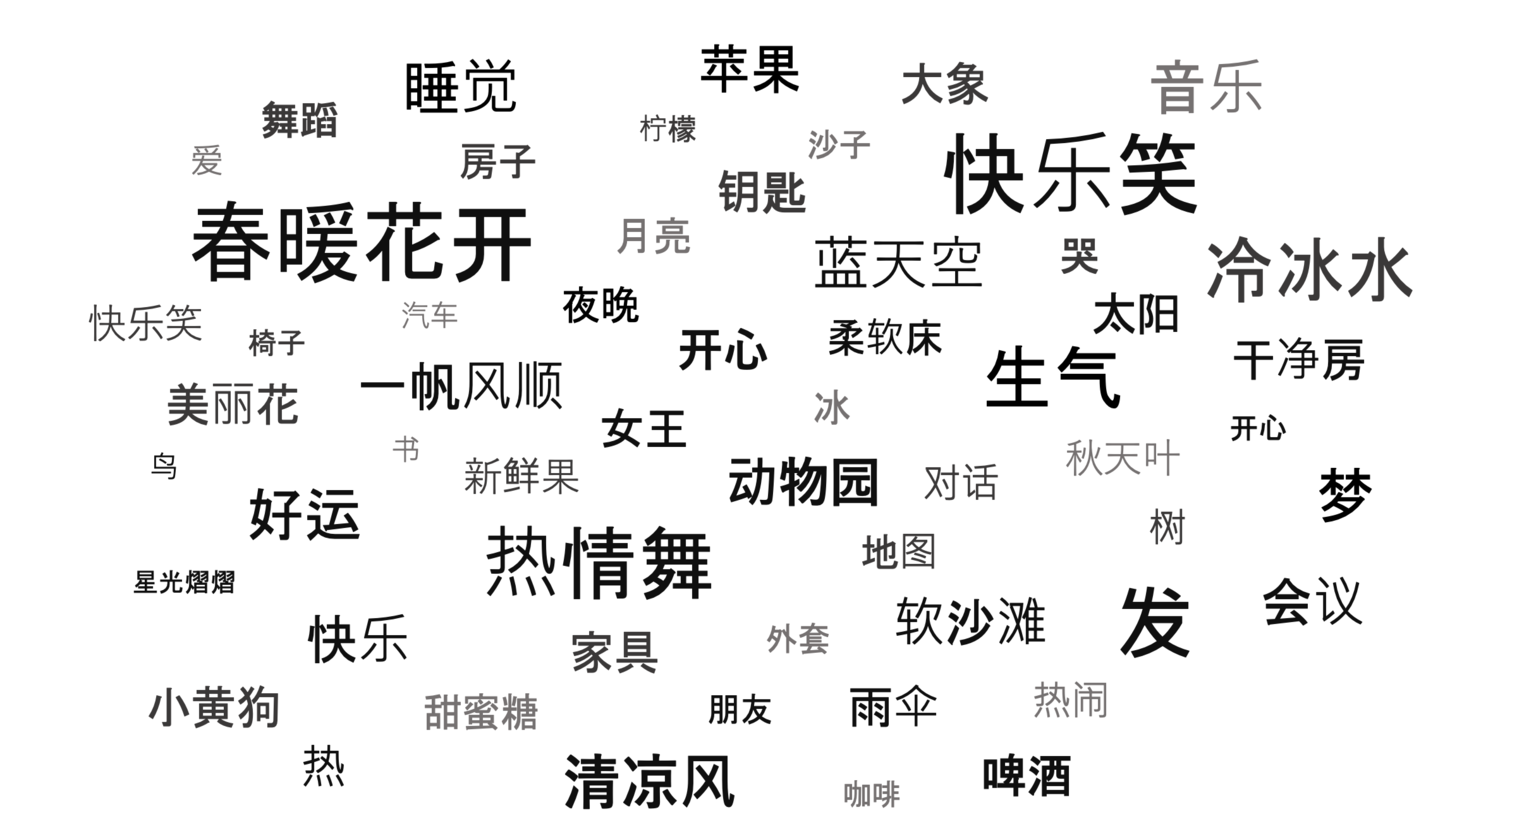 苹果
睡觉
大象
音乐
舞蹈
柠檬
沙子
爱
房子
快乐笑
钥匙
春暖花开
月亮
蓝天空
哭
冷冰水
夜晚
太阳
快乐笑
汽车
椅子
开心
柔软床
干净房
生气
一帆风顺
美丽花
冰
女王
开心
书
秋天叶
鸟
新鲜果
动物园
对话
梦
好运
树
热情舞
地图
星光熠熠
会议
软沙滩
发
快乐
外套
家具
小黄狗
甜蜜糖
朋友
雨伞
热闹
热
清凉风
咖啡
啤酒